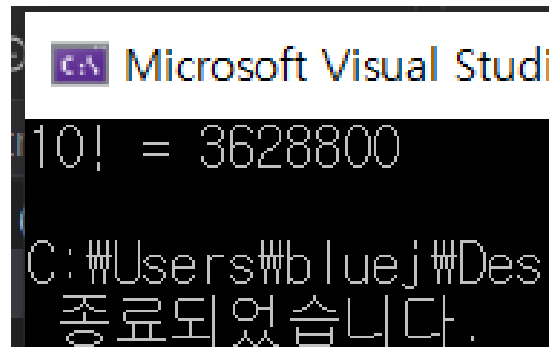 Microsoft Visual Studi
10! = 3628800
C:₩Users₩bluej₩Des
종료되었습니다.